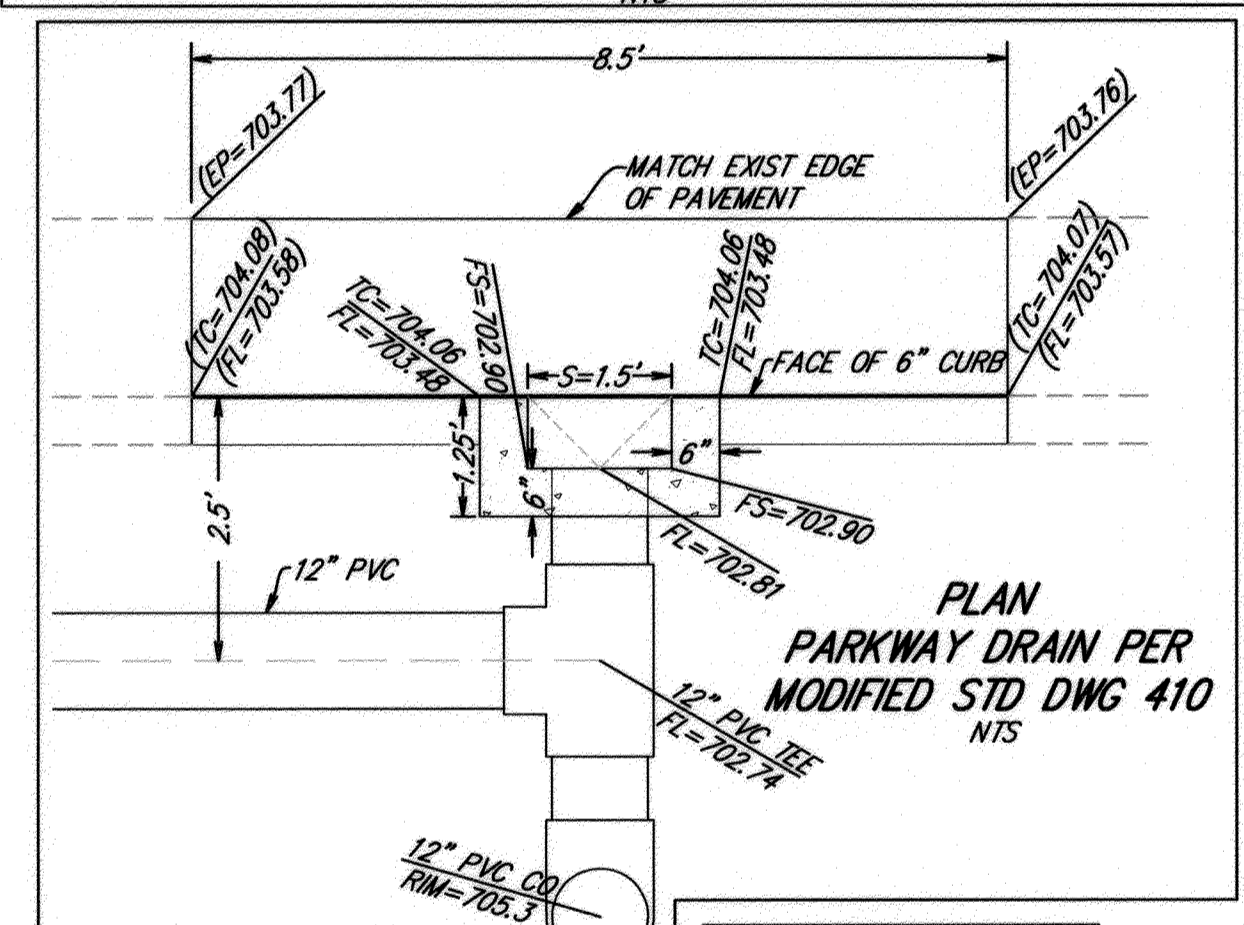 NTS
8.5'
(EP=703.77)
(EP=703.76)
MATCH EXIST EDGE
OF PAVEMENT
(TC=704.08)
(FL=703.58)
TC=704.06
FL=703.48
FS=702.90
TC=704.06
FL=703.48
(TC=704.07)
(FL=703.57)
S=1.5'
FACE OF 6" CURB
1.25'
6"
6"
2.5'
FS=702.90
FL=702.81
12" PVC
PLAN
PARKWAY DRAIN PER
MODIFIED STD DWG 410
NTS
12" PVC TEE
FL=702.74
12" PVC CO
RIM=705.3